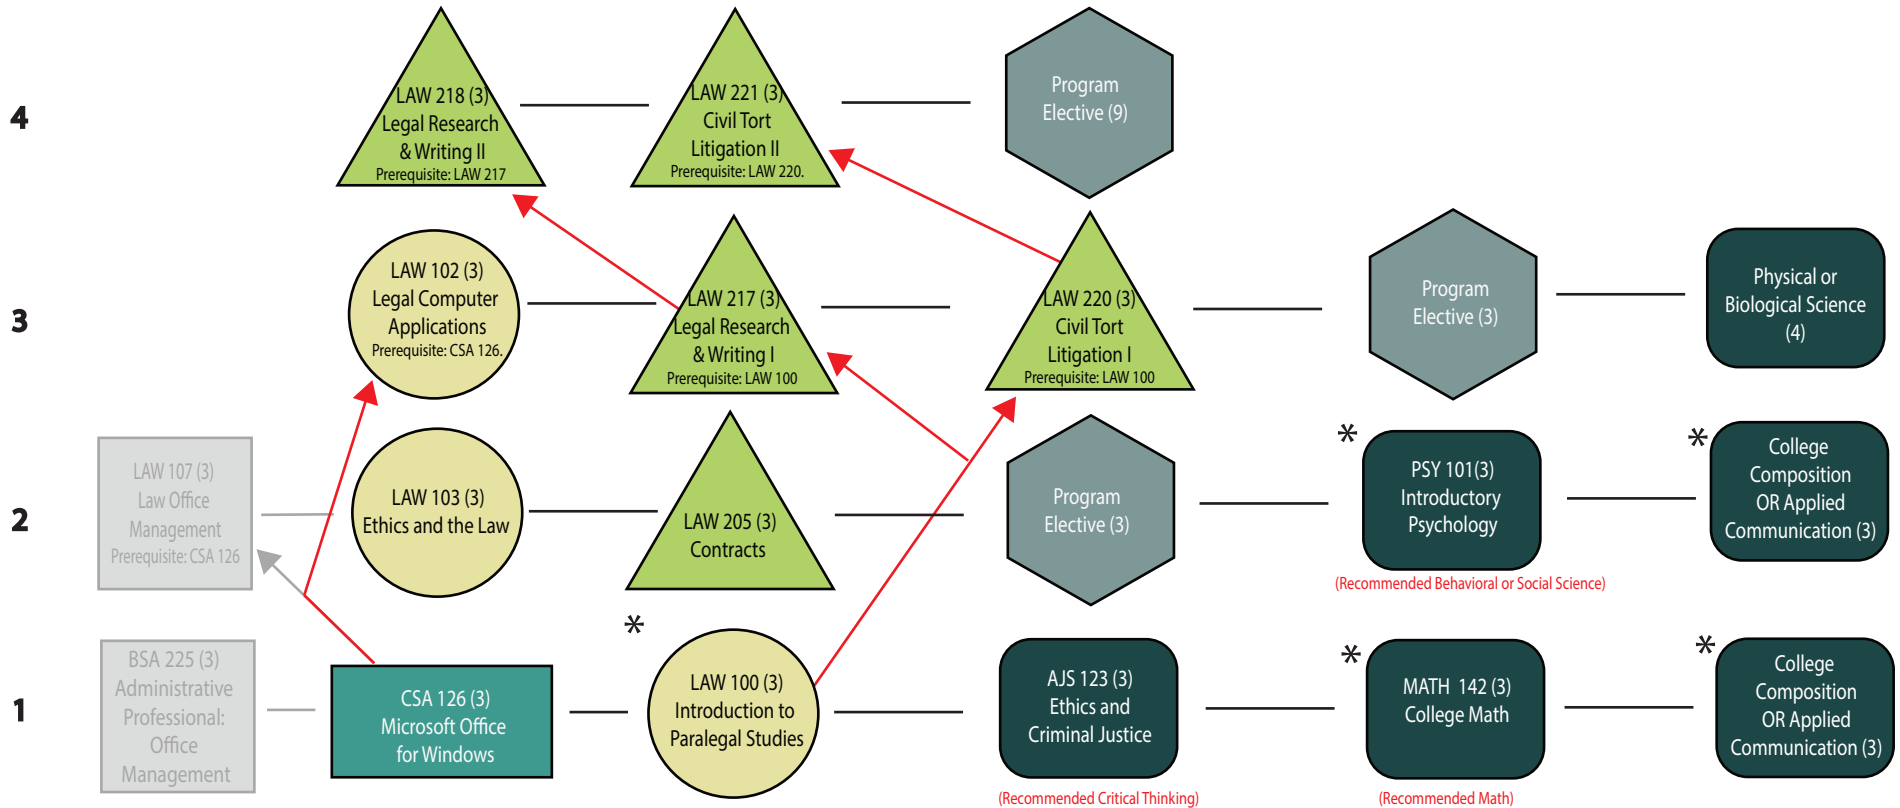 4
LAW 218 (3)
Legal Research
& Writing II
Prerequisite: LAW 217
LAW 221 (3)
Civil Tort
Litigation II
Prerequisite: LAW 220.
Program
Elective (9)
3
LAW 102 (3)
Legal Computer
Applications
Prerequisite: CSA 126.
LAW 217 (3)
Legal Research
& Writing I
Prerequisite: LAW 100
LAW 220 (3)
Civil Tort
Litigation I
Prerequisite: LAW 100
Program
Elective (3)
Physical or
Biological Science
(4)
2
LAW 107 (3)
Law Office
Management
Prerequisite: CSA 126
LAW 103 (3)
Ethics and the Law
LAW 205 (3)
Contracts
Program
Elective (3)
*
PSY 101(3)
Introductory
Psychology
(Recommended Behavioral or Social Science)
*
College
Composition
OR Applied
Communication (3)
1
BSA 225 (3)
Administrative
Professional:
Office
Management
CSA 126 (3)
Microsoft Office
for Windows
*
LAW 100 (3)
Introduction to
Paralegal Studies
AJS 123 (3)
Ethics and
Criminal Justice
(Recommended Critical Thinking)
*
MATH 142 (3)
College Math
(Recommended Math)
*
College
Composition
OR Applied
Communication (3)